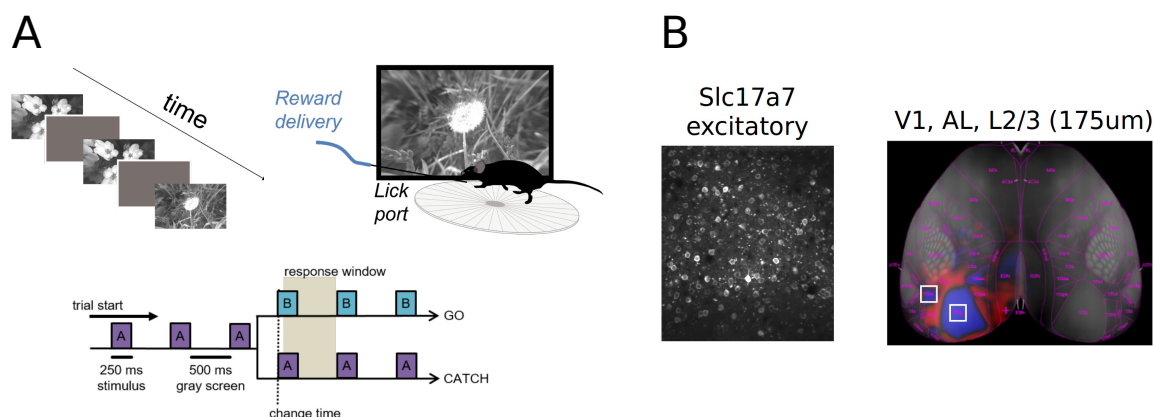 A
time
Reward
delivery
Lick
port
response window
trial start
A
A
A
B
B
B
GO
A
A
A
CATCH
250 ms
stimulus
500 ms
gray screen
change time
B
Slc17a7
excitatory
V1, AL, L2/3 (175um)